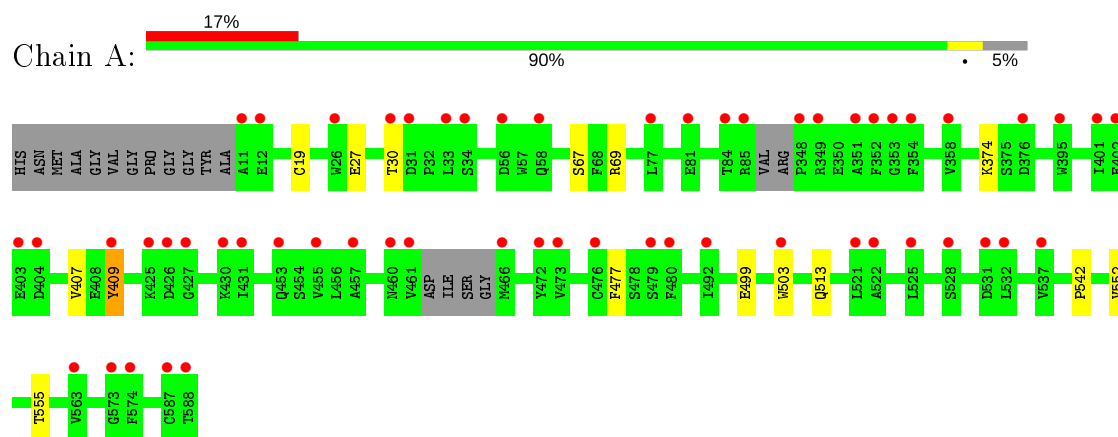 17%
Chain A:
90% • 5%
HIS ASN MET ALA GLY VAL GLY PRO GLY GLY TYR ALA A11 E12 C19 W26 E27 T30 D31 P32 L33 S34 D56 W57 Q58 S67 F68 R69 L77 E81 T84 R85 VAL ARG P348 R349 E350 A351 F352 G353 F354 V358 K374 S375 D376 W395 I401 E402
E403 D404 V407 E408 Y409 K425 D426 G427 K430 I431 Q453 S454 V455 L456 A457 N460 V461 ASP ILE SER GLY M466 Y472 V473 C476 F477 S478 S479 F480 I492 E499 W503 Q513 L521 A522 L525 S528 D531 L532 V537 P542 V552
T555 V563 G573 F574 C587 T588